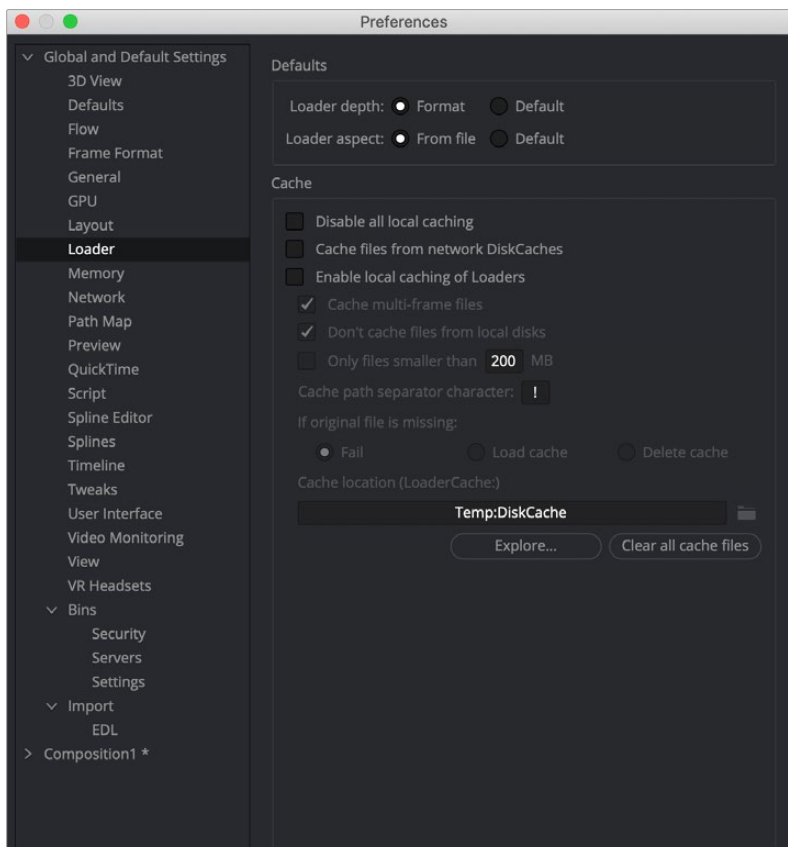 Preferences
Global and Default Settings
3D View
Defaults
Flow
Frame Format
General
GPU
Layout
Loader
Memory
Network
Path Map
Preview
QuickTime
Script
Spline Editor
Splines
Timeline
Tweaks
User Interface
Video Monitoring
View
VR Headsets
Bins
Security
Servers
Settings
Import
EDL
Composition1 *
Defaults
Loader depth: Format Default
Loader aspect: From file Default
Cache
Disable all local caching
Cache files from network DiskCaches
Enable local caching of Loaders
Cache multi-frame files
Don't cache files from local disks
Only files smaller than 200 MB
Cache path separator character: !
If original file is missing:
Fail Load cache Delete cache
Cache location (LoaderCache:)
Temp:DiskCache
Explore... Clear all cache files